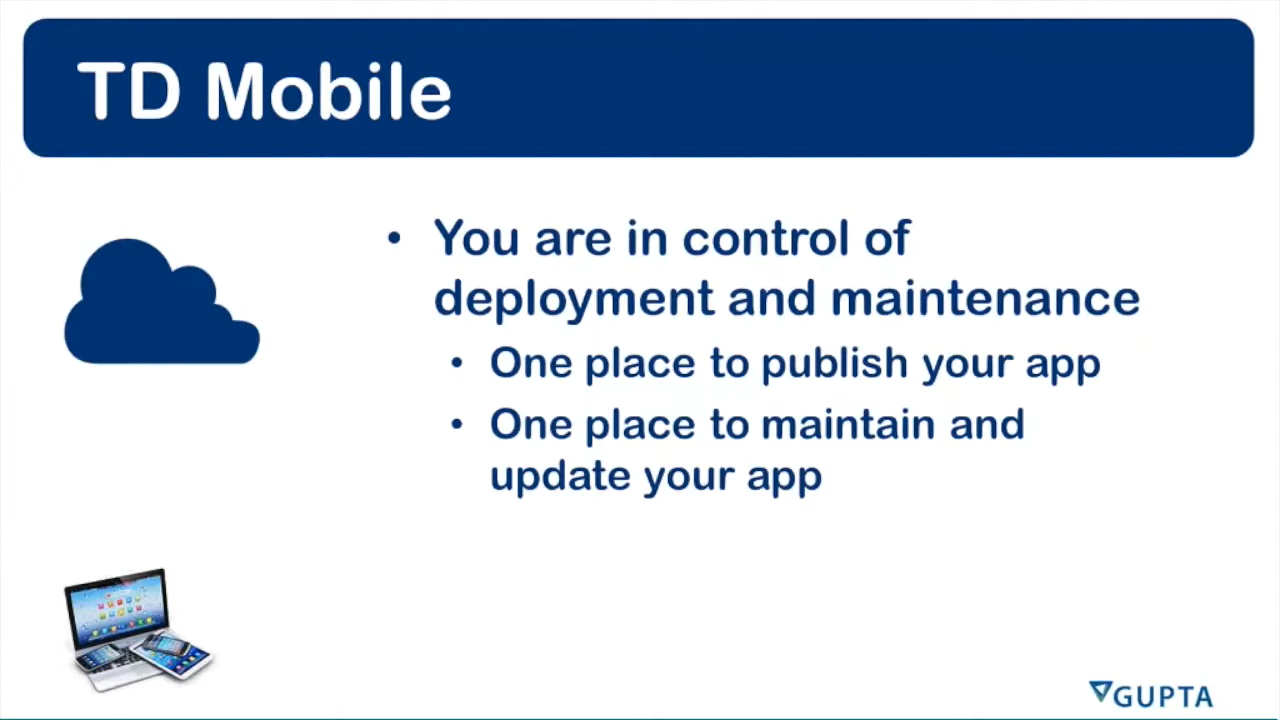 TD Mobile
• You are in control of
deployment and maintenance
• One place to publish your app
• One place to maintain and
update your app
GUPTA